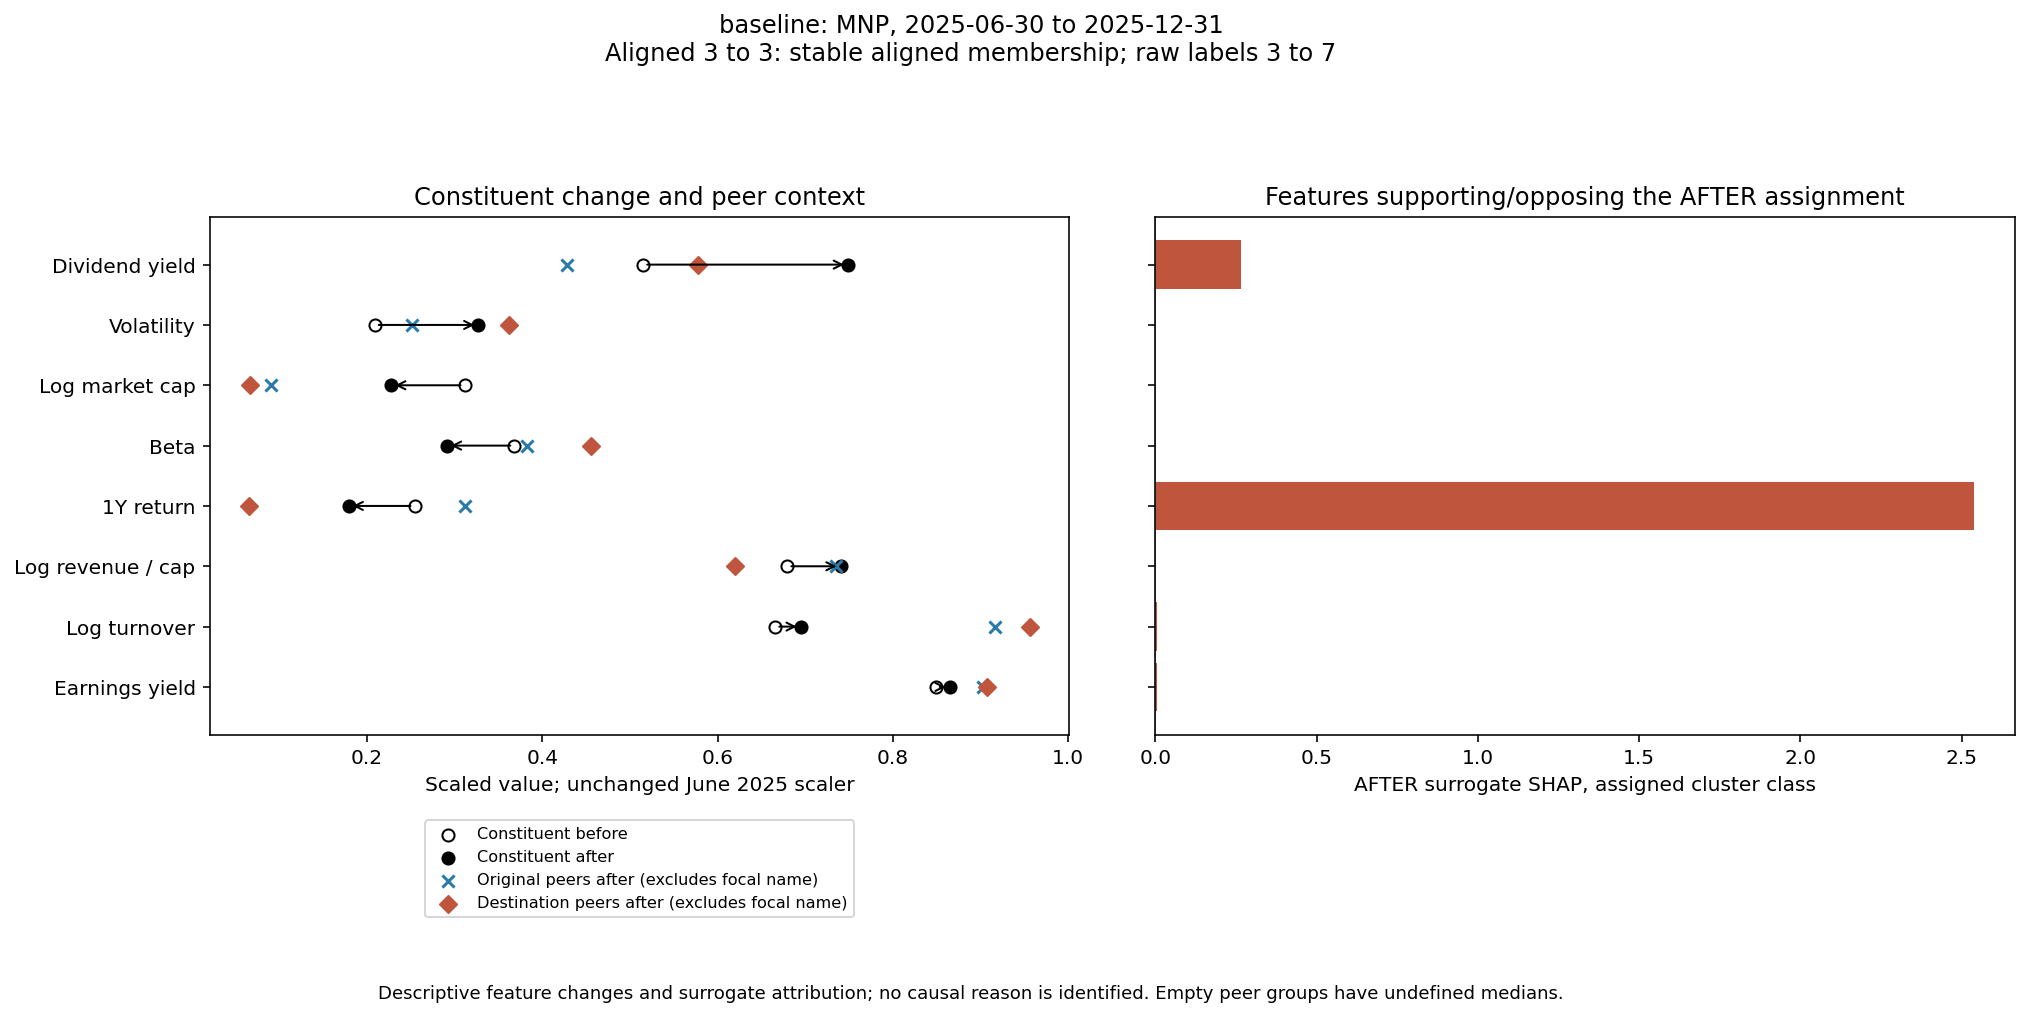 baseline: MNP, 2025-06-30 to 2025-12-31
Aligned 3 to 3: stable aligned membership; raw labels 3 to 7
Constituent change and peer context
Dividend yield
Volatility
Log market cap
Beta
1Y return
Log revenue / cap
Log turnover
Earnings yield
0.2 0.4 0.6 0.8 1.0
Scaled value; unchanged June 2025 scaler
Constituent before
Constituent after
Original peers after (excludes focal name)
Destination peers after (excludes focal name)
Features supporting/opposing the AFTER assignment
0.0 0.5 1.0 1.5 2.0 2.5
AFTER surrogate SHAP, assigned cluster class
Descriptive feature changes and surrogate attribution; no causal reason is identified. Empty peer groups have undefined medians.